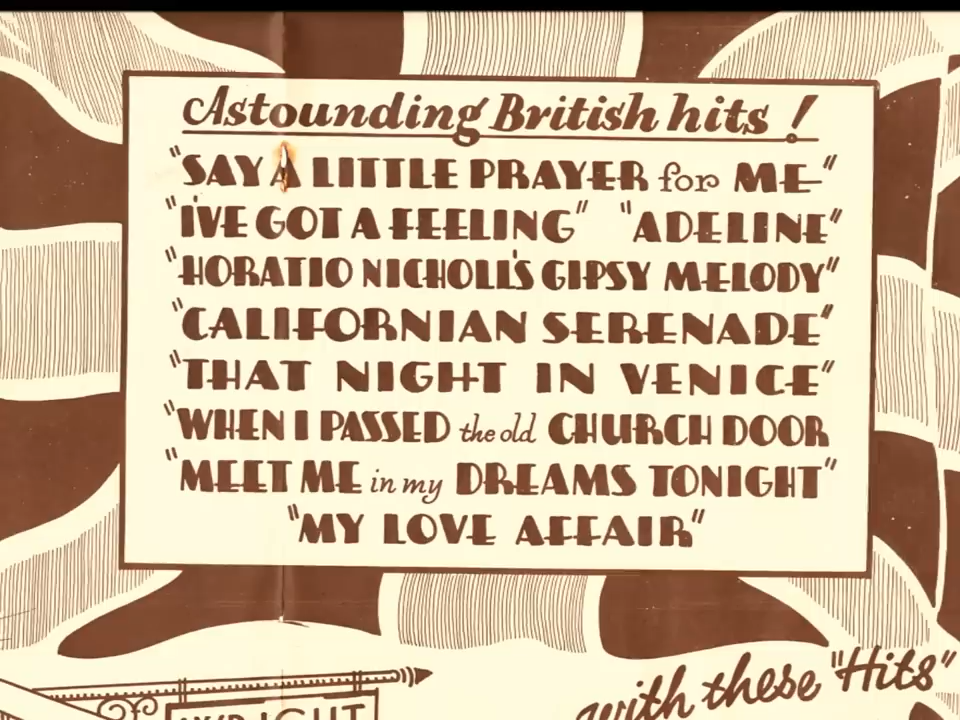 Astounding British hits!
"SAY A LITTLE PRAYER for ME"
"I'VE GOT A FEELING" "ADELINE"
"HORATIO NICHOLL'S GIPSY MELODY"
"CALIFORNIAN SERENADE"
"THAT NIGHT IN VENICE"
"WHEN I PASSED the old CHURCH DOOR
"MEET ME in my DREAMS TONIGHT"
"MY LOVE AFFAIR"
with these "Hits"
WRIGHT